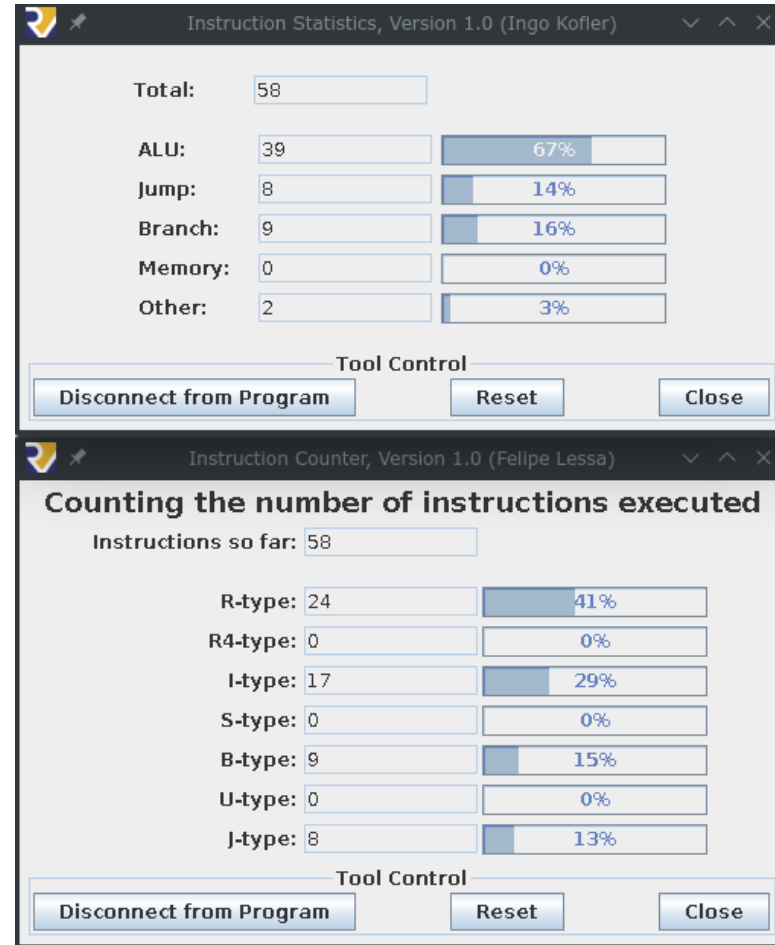 Instruction Statistics, Version 1.0 (Ingo Kofler)
Total: 58
ALU: 39 67%
Jump: 8 14%
Branch: 9 16%
Memory: 0 0%
Other: 2 3%
Tool Control
Disconnect from Program Reset Close
Instruction Counter, Version 1.0 (Felipe Lessa)
Counting the number of instructions executed
Instructions so far: 58
R-type: 24 41%
R4-type: 0 0%
I-type: 17 29%
S-type: 0 0%
B-type: 9 15%
U-type: 0 0%
J-type: 8 13%
Tool Control
Disconnect from Program Reset Close